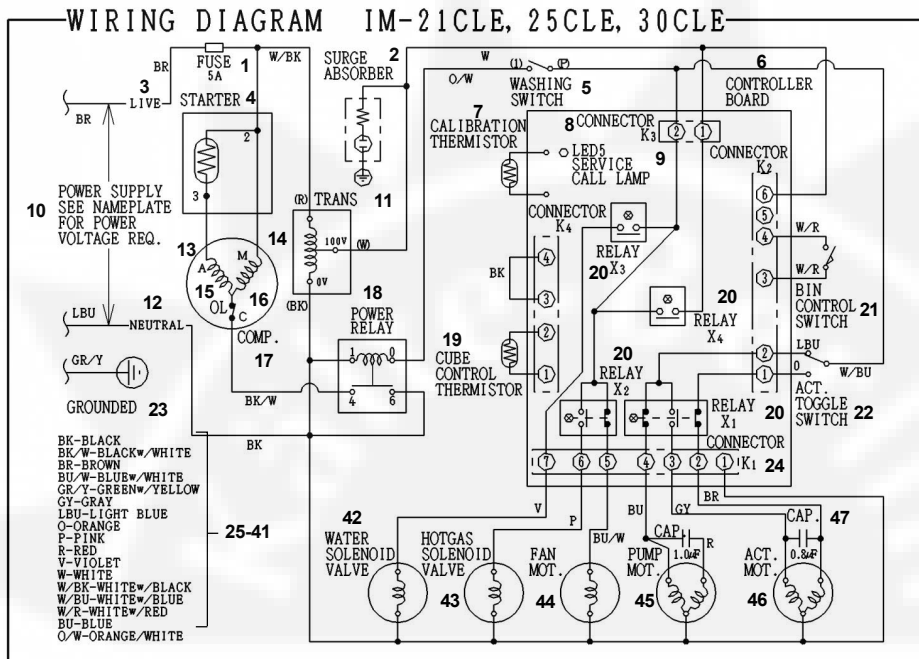 WIRING DIAGRAM IM-21CLE, 25CLE, 30CLE
FUSE
5A
1
BR
W/BK
3
LIVE
BR
STARTER 4
2
3
10
POWER SUPPLY
SEE NAMEPLATE
FOR POWER
VOLTAGE REQ.
SURGE
ABSORBER
2
W
O/W
(1)
(P)
WASHING
SWITCH
5
6
CONTROLLER
BOARD
7
CALIBRATION
THERMISTOR
8
CONNECTOR
K3
2
1
9
LED5
SERVICE
CALL LAMP
CONNECTOR
K2
6
5
4
3
2
1
W/R
W/R
BIN
CONTROL
SWITCH
21
11
(R)
TRANS
100V
(W)
0V
(BK)
13
14
A
M
15
16
OL
C
COMP.
17
12
LBU
NEUTRAL
GR/Y
GROUNDED
23
18
POWER
RELAY
1
0
4
6
BK/W
BK
CONNECTOR
K4
4
3
2
1
BK
19
CUBE
CONTROL
THERMISTOR
RELAY
X3
20
20
RELAY
X4
20
RELAY
X2
RELAY
X1
20
LBU
0
W/BU
ACT.
TOGGLE
SWITCH
22
CONNECTOR
K1
24
7
6
5
4
3
2
1
BK-BLACK
BK/W-BLACKw/WHITE
BR-BROWN
BU/W-BLUEw/WHITE
GR/Y-GREENw/YELLOW
GY-GRAY
LBU-LIGHT BLUE
O-ORANGE
P-PINK
R-RED
V-VIOLET
W-WHITE
W/BK-WHITEw/BLACK
W/BU-WHITEw/BLUE
W/R-WHITEw/RED
BU-BLUE
O/W-ORANGE/WHITE
25-41
V
P
BU/W
BU
GY
BR
42
WATER
SOLENOID
VALVE
HOTGAS
SOLENOID
VALVE
43
FAN
MOT.
44
CAP.
1.0uF
R
PUMP
MOT.
45
CAP.
47
0.8uF
ACT.
MOT.
46